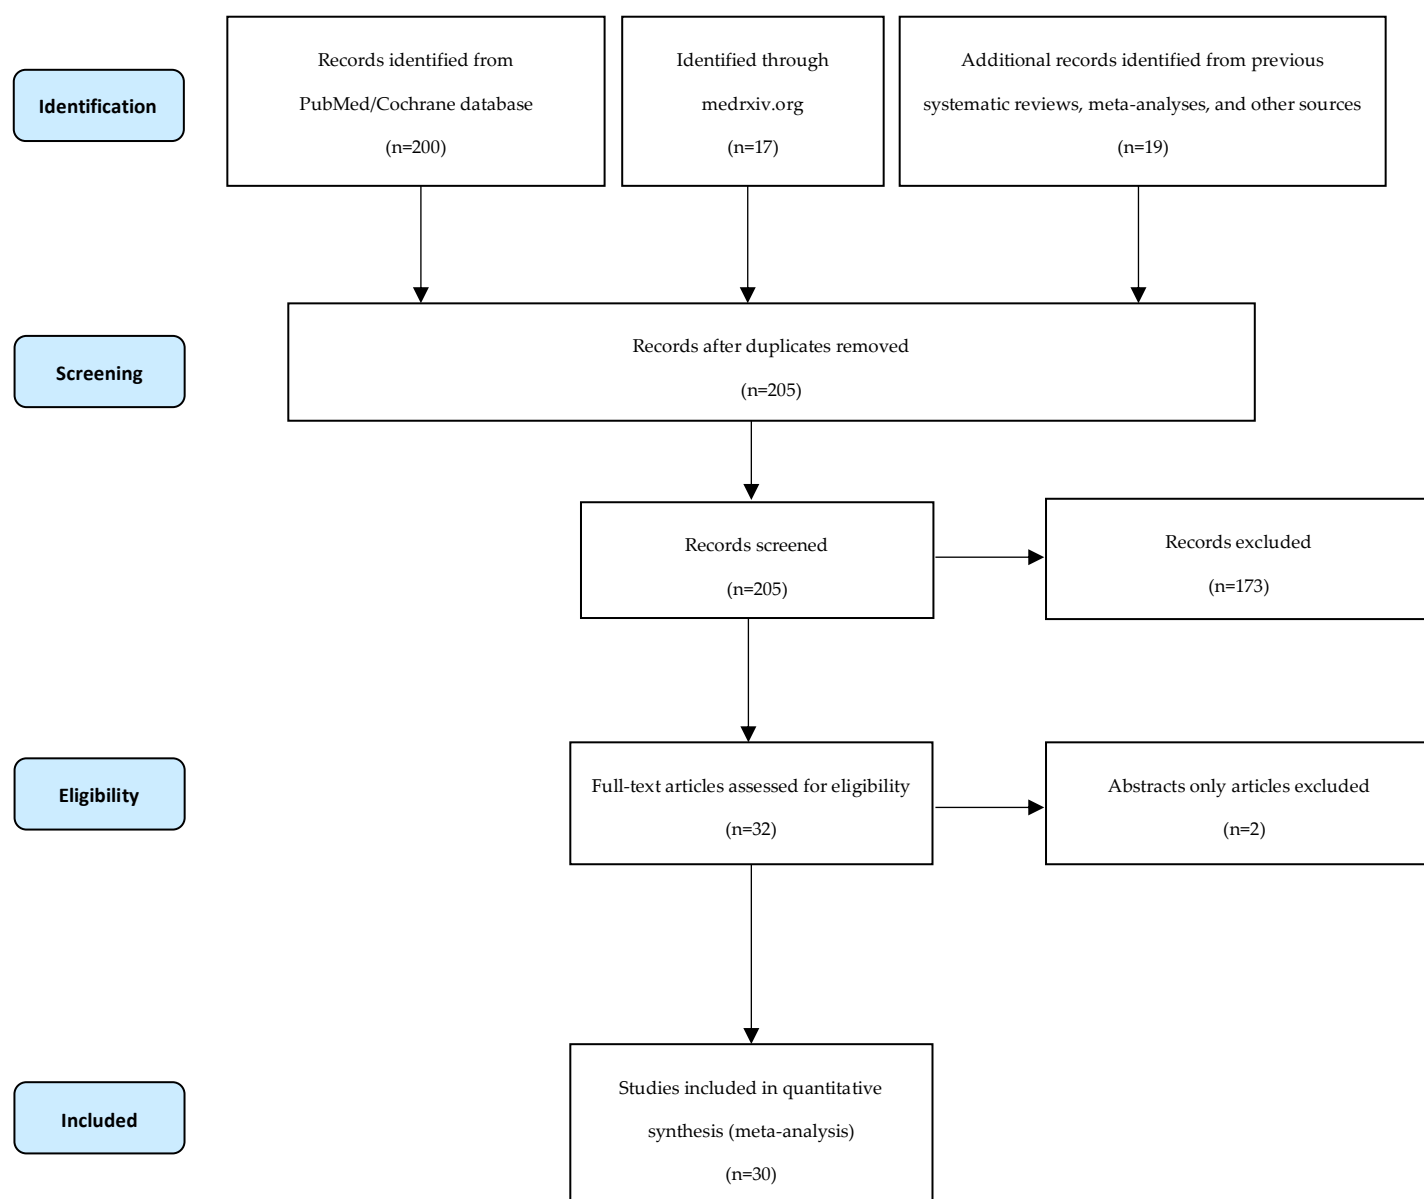 Identification
Records identified from
PubMed/Cochrane database
(n=200)
Identified through
medrxiv.org
(n=17)
Additional records identified from previous
systematic reviews, meta-analyses, and other sources
(n=19)
Screening
Records after duplicates removed
(n=205)
Records screened
(n=205)
Records excluded
(n=173)
Eligibility
Full-text articles assessed for eligibility
(n=32)
Abstracts only articles excluded
(n=2)
Included
Studies included in quantitative
synthesis (meta-analysis)
(n=30)